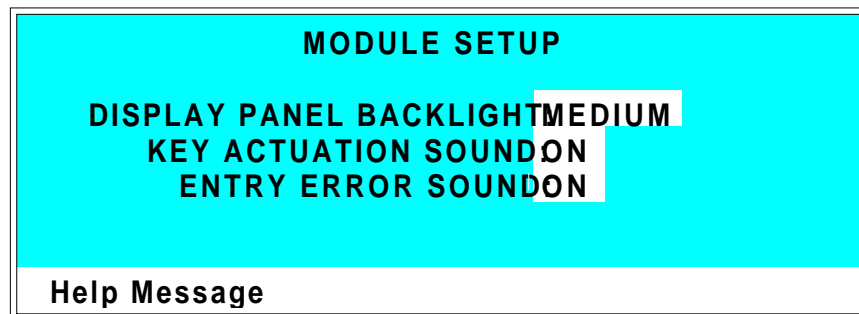 MODULE SETUP
DISPLAY PANEL BACKLIGHT: MEDIUM
KEY ACTUATION SOUND: ON
ENTRY ERROR SOUND: ON
Help Message